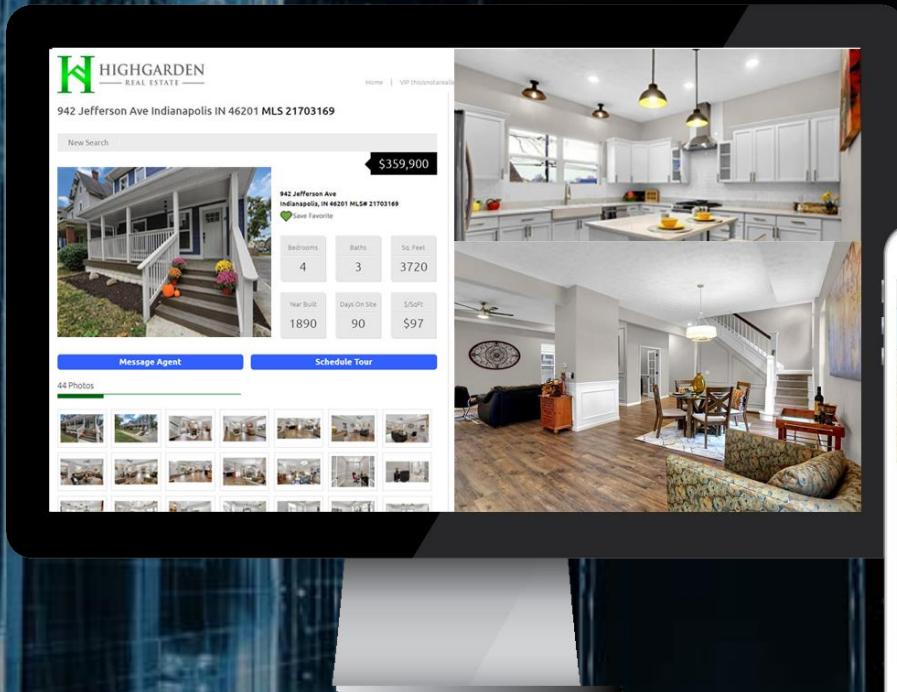 HIGHGARDEN
REAL ESTATE
Home | VIP
942 Jefferson Ave Indianapolis IN 46201 MLS 21703169
New Search
$359,900
942 Jefferson Ave
Indianapolis, IN 46201 MLS# 21703169
Save Favorite
Bedrooms
4
Baths
3
Sq. Feet
3720
Year Built
1890
Days On Site
90
$/SqFt
$97
Message Agent
Schedule Tour
44 Photos